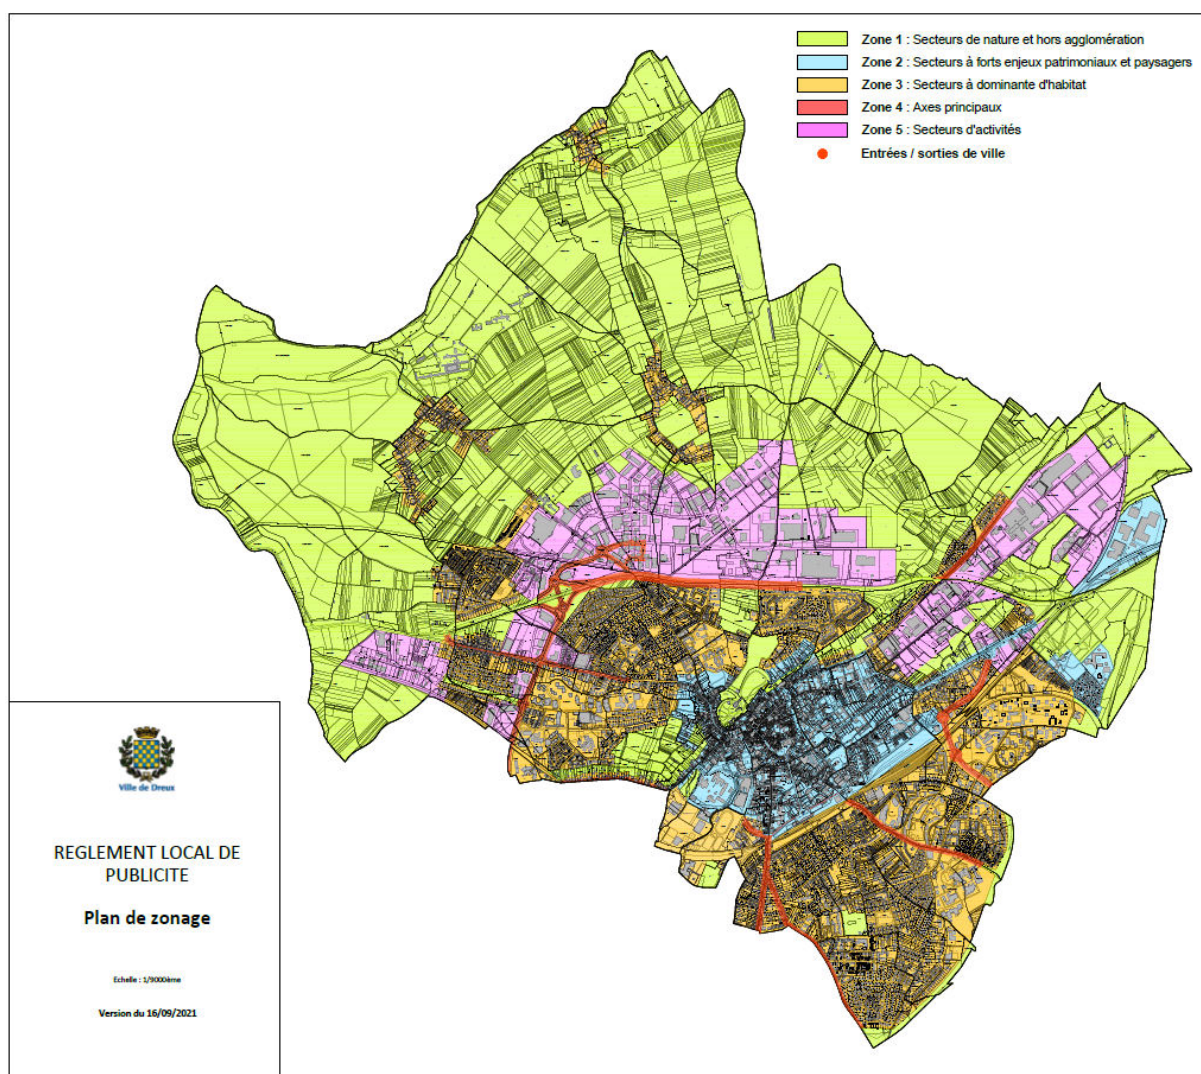 Zone 1 : Secteurs de nature et hors agglomération
Zone 2 : Secteurs à forts enjeux patrimoniaux et paysagers
Zone 3 : Secteurs à dominante d'habitat
Zone 4 : Axes principaux
Zone 5 : Secteurs d'activités
Entrées / sorties de ville
Ville de Dreux
REGLEMENT LOCAL DE
PUBLICITE
Plan de zonage
Echelle : 1/9000ème
Version du 16/09/2021